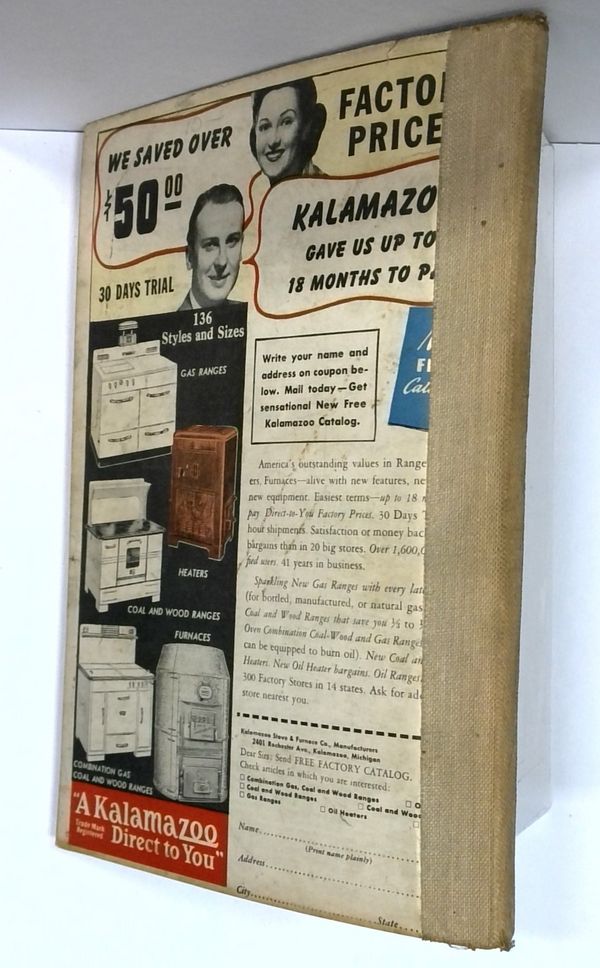 WE SAVED OVER
$50.00
FACTO
PRICE
KALAMAZO
GAVE US UP TO
18 MONTHS TO PA
30 DAYS TRIAL
136
Styles and Sizes
GAS RANGES
HEATERS
COAL AND WOOD RANGES
FURNACES
COMBINATION GAS
COAL AND WOOD RANGES
"A Kalamazoo
Trade Mark
Registered
Direct to You"
Write your name and
address on coupon be-
low. Mail today—Get
sensational New Free
Kalamazoo Catalog.
America's outstanding values in Range
ers, Furnaces—alive with new features, ne
new equipment. Easiest terms—up to 18
pay Direct-to-You Factory Prices. 30 Days
hour shipments. Satisfaction or money bac
bargains than in 20 big stores. Over 1,600,
fied users. 41 years in business.
Sparkling New Gas Ranges with every late
(for bottled, manufactured, or natural gas
Coal and Wood Ranges that save you ⅓ to
Oven Combination Coal-Wood and Gas Ranges
can be equipped to burn oil). New Coal an
Heaters. New Oil Heater bargains. Oil Ranges
300 Factory Stores in 14 states. Ask for ad
store nearest you.
Kalamazoo Stove & Furnace Co., Manufacturers
2401 Rochester Ave., Kalamazoo, Michigan
Dear Sirs: Send FREE FACTORY CATALOG.
Check articles in which you are interested:
Combination Gas, Coal and Wood Ranges
Coal and Wood Ranges
Coal and Wood
Gas Ranges
Oil Heaters
Name
(Print name plainly)
Address
City
State